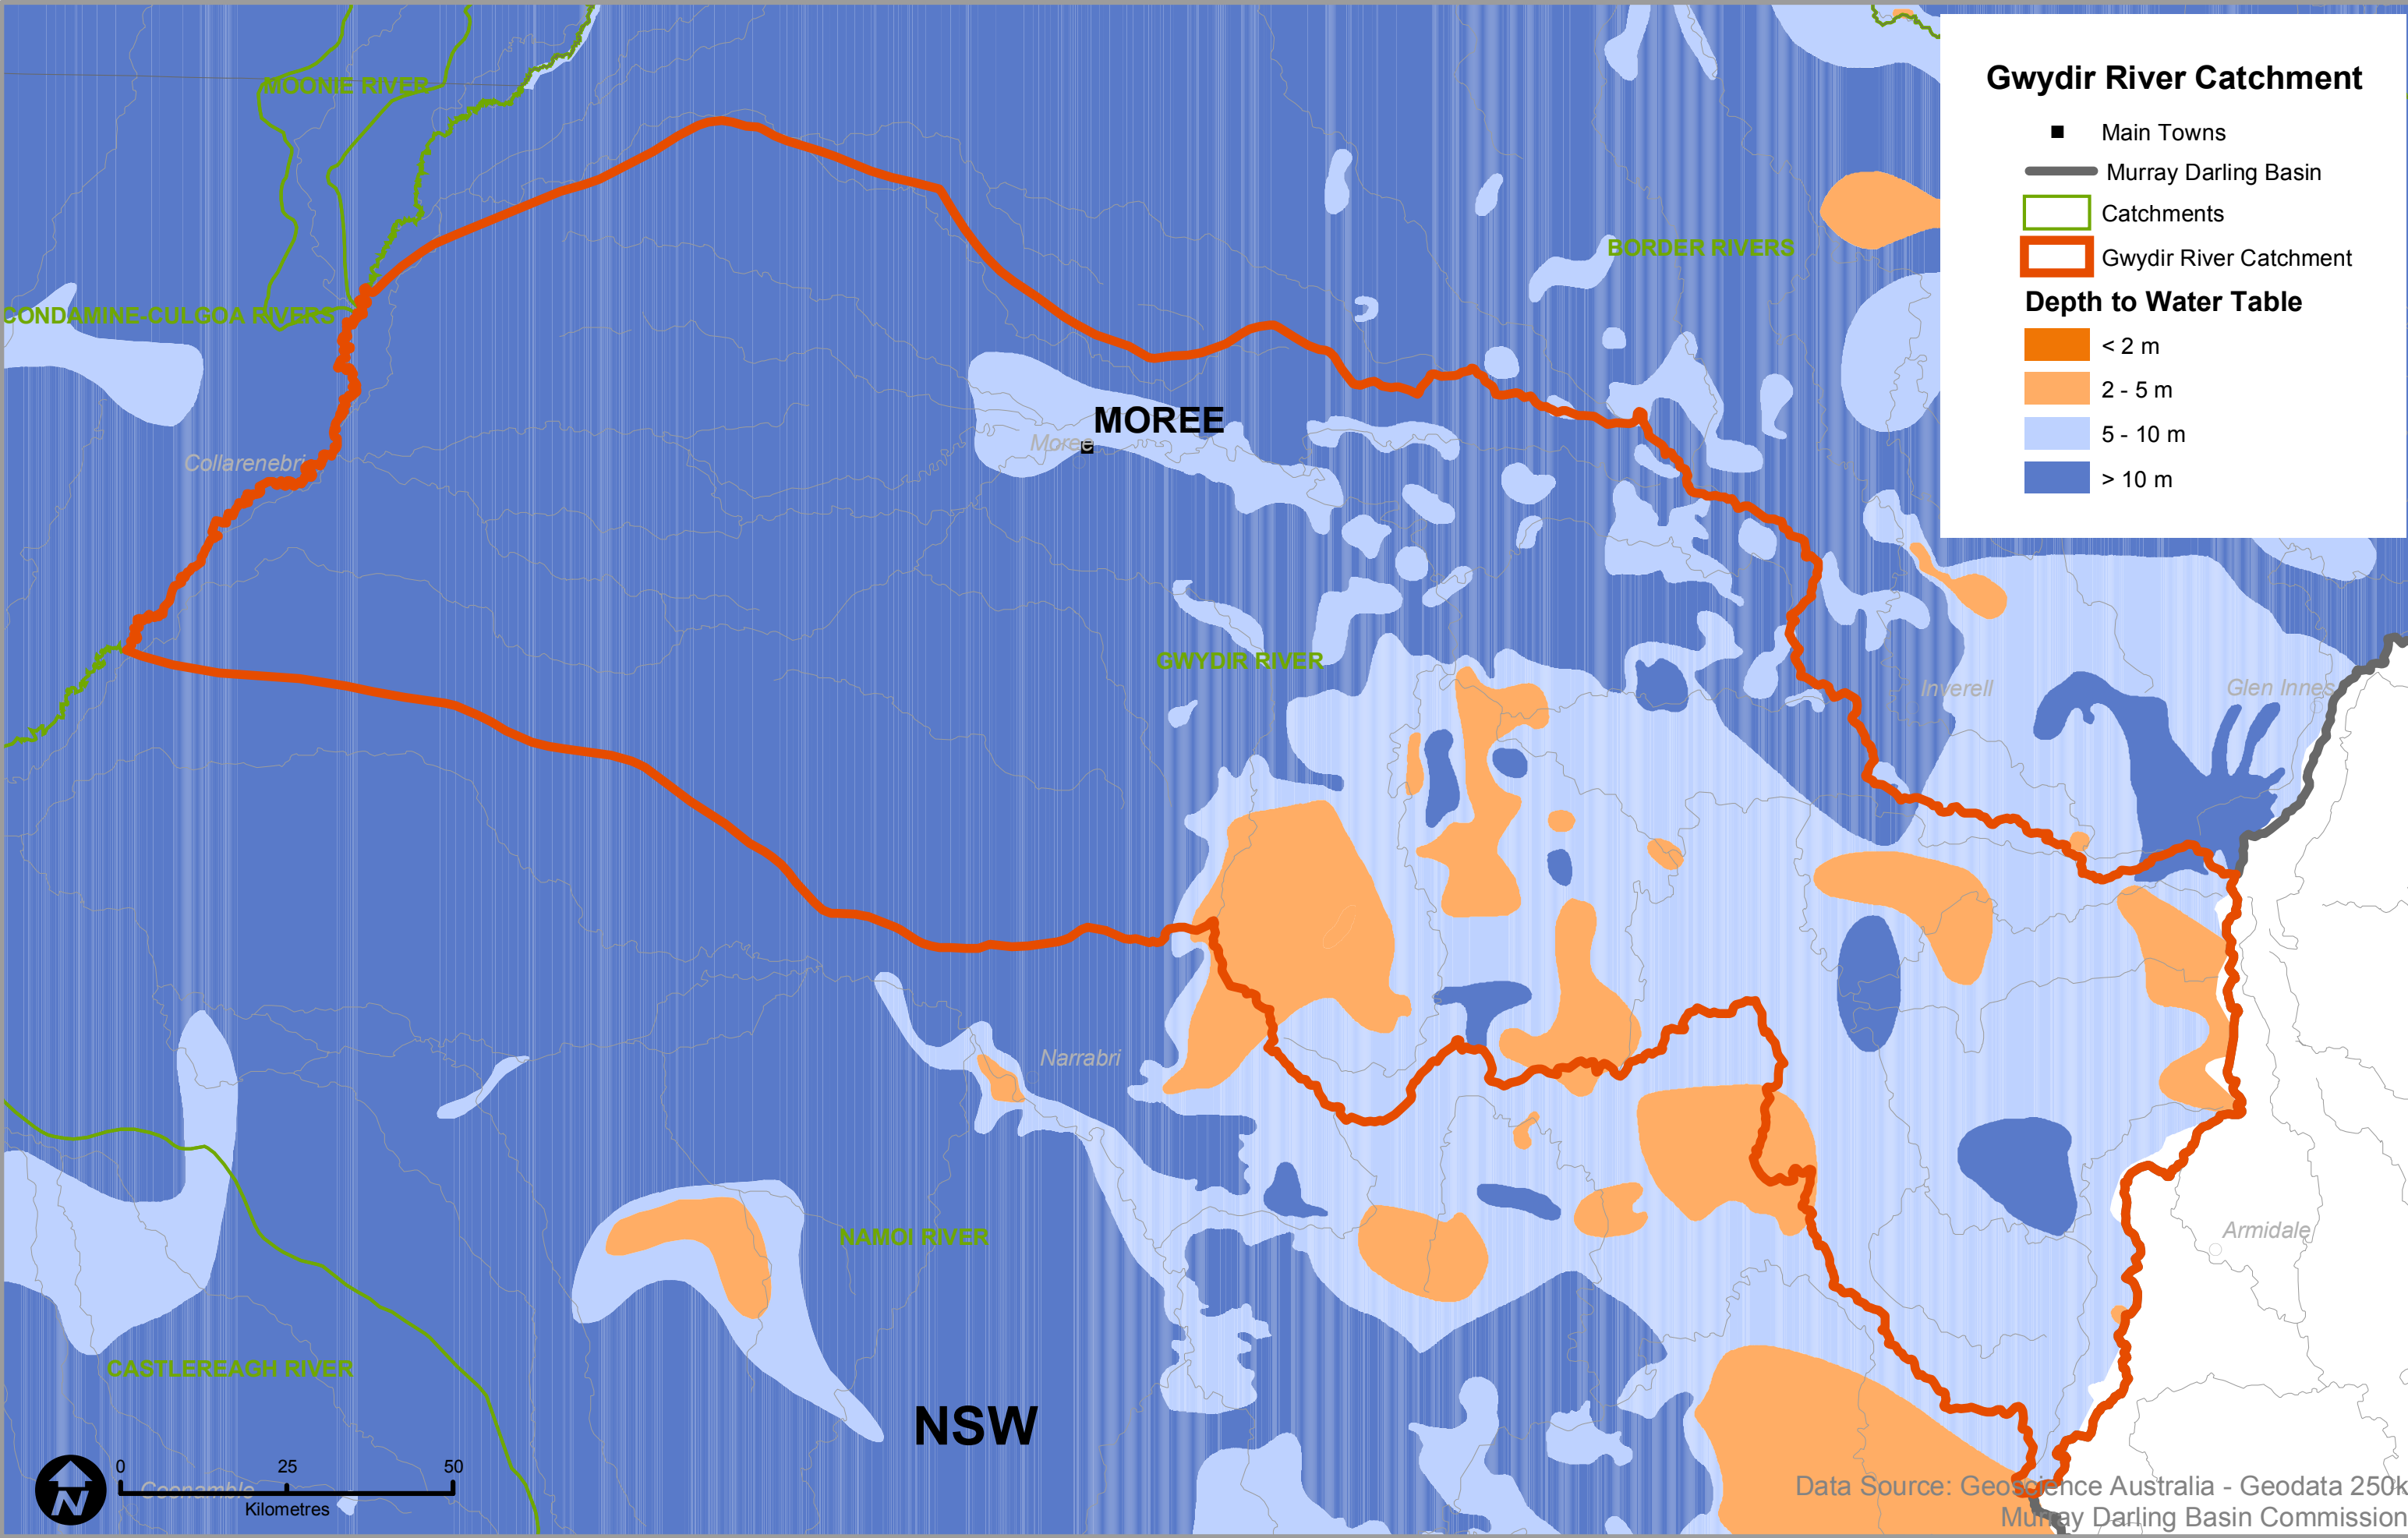 MOONIE RIVER
CONDAMINE-CULGOA RIVERS
BORDER RIVERS
Collarenebri
MOREE
Moree
GWYDIR RIVER
Inverell
Glen Innes
Narrabri
NAMOI RIVER
Armidale
CASTLEREAGH RIVER
NSW
Coonamble
0 25 50
Kilometres
N
Gwydir River Catchment
Main Towns
Murray Darling Basin
Catchments
Gwydir River Catchment
Depth to Water Table
< 2 m
2 - 5 m
5 - 10 m
> 10 m
Data Source: Geoscience Australia - Geodata 250k
Murray Darling Basin Commission